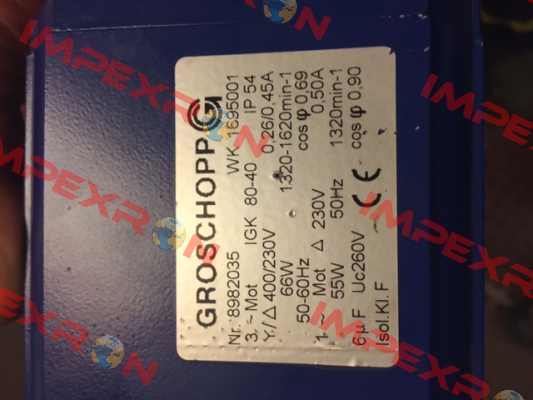 GROSCHOPP G
Nr. 8982035 WK 1695001
3 ~ Mot IGK 80-40 IP 54
Y/Δ 400/230V 0,26/0,45A
66W 1320-1620min-1
50-60Hz cos φ 0,69
1 ~ Mot Δ 230V 0,50A
55W 50Hz 1320min-1
6µF Uc260V CE cos φ 0,90
Isol.Kl. F
IMPEXRON
IMPEXRON
IMPEXRON
IMPEXRON
IMPEXRON